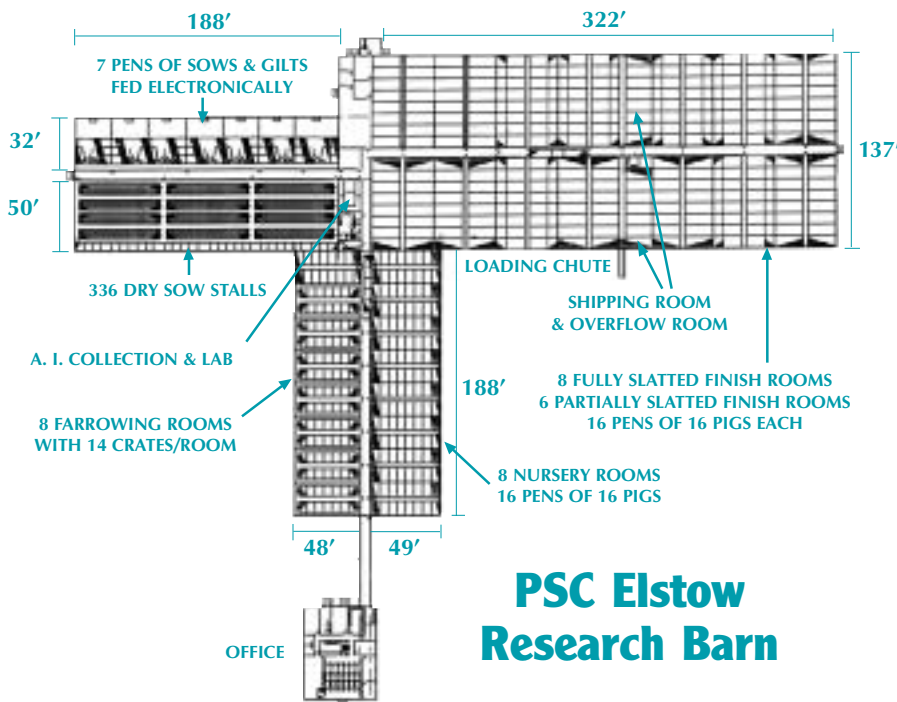 188′
322′
7 PENS OF SOWS & GILTS
FED ELECTRONICALLY
32′
137′
50′
LOADING CHUTE
336 DRY SOW STALLS
SHIPPING ROOM
& OVERFLOW ROOM
A. I. COLLECTION & LAB
188′
8 FULLY SLATTED FINISH ROOMS
6 PARTIALLY SLATTED FINISH ROOMS
16 PENS OF 16 PIGS EACH
8 FARROWING ROOMS
WITH 14 CRATES/ROOM
8 NURSERY ROOMS
16 PENS OF 16 PIGS
48′
49′
PSC Elstow
Research Barn
OFFICE